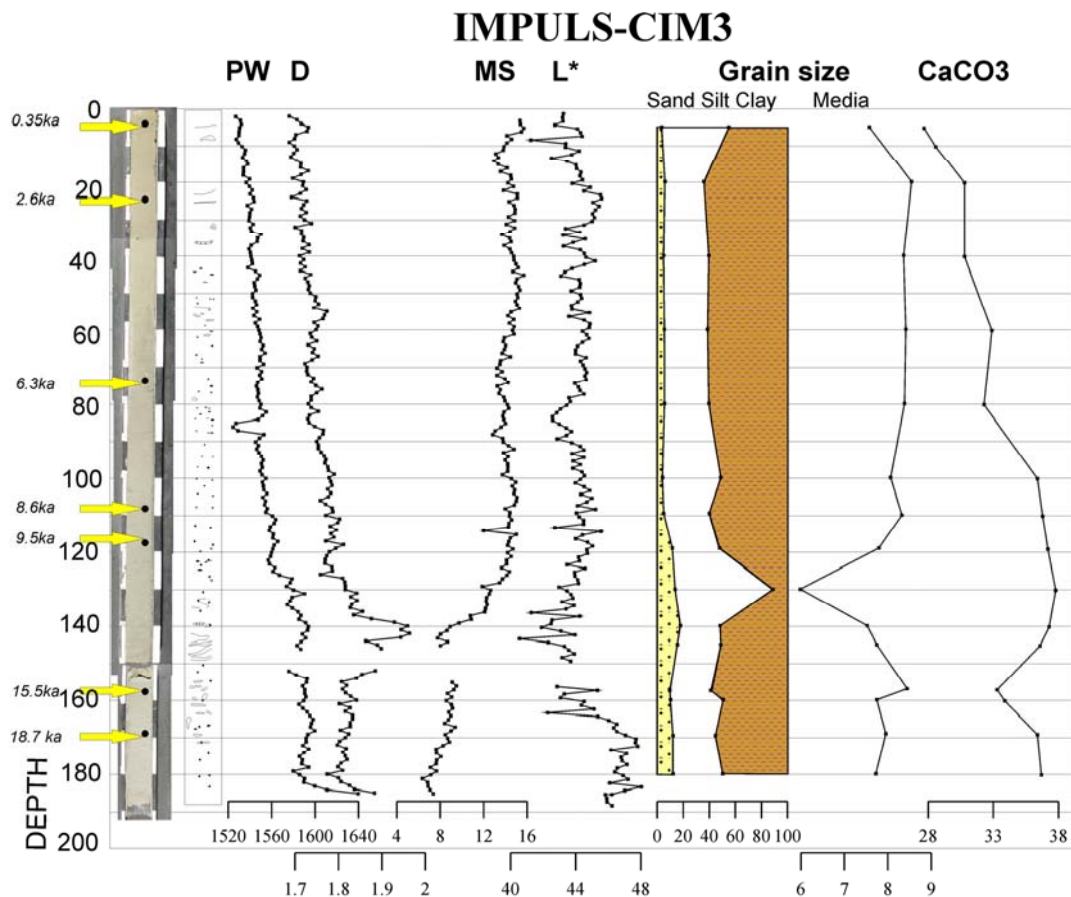 IMPULS-CIM3
PW D MS L* Grain size CaCO3
Sand Silt Clay Media
0
0.35ka
20
2.6ka
40
60
6.3ka
80
100
8.6ka
9.5ka
120
140
15.5ka
160
18.7 ka
180
200
DEPTH
1520 1560 1600 1640 4 8 12 16 0 20 40 60 80 100 28 33 38
1.7 1.8 1.9 2 40 44 48 6 7 8 9